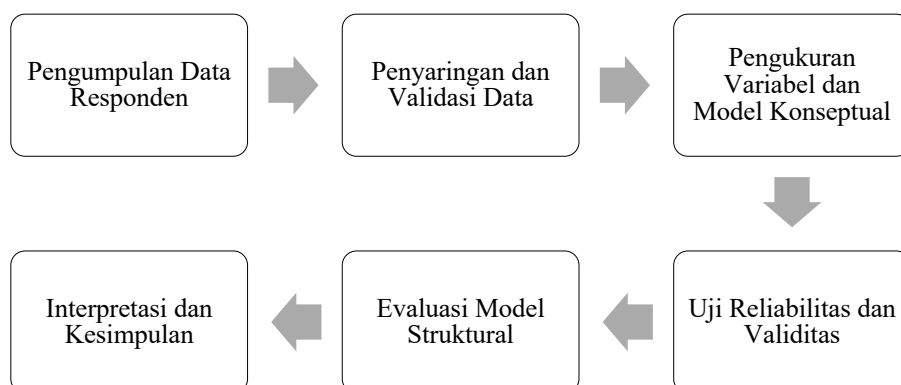 Pengumpulan Data
Responden
Penyaringan dan
Validasi Data
Pengukuran
Variabel dan
Model Konseptual
Uji Reliabilitas dan
Validitas
Evaluasi Model
Struktural
Interpretasi dan
Kesimpulan